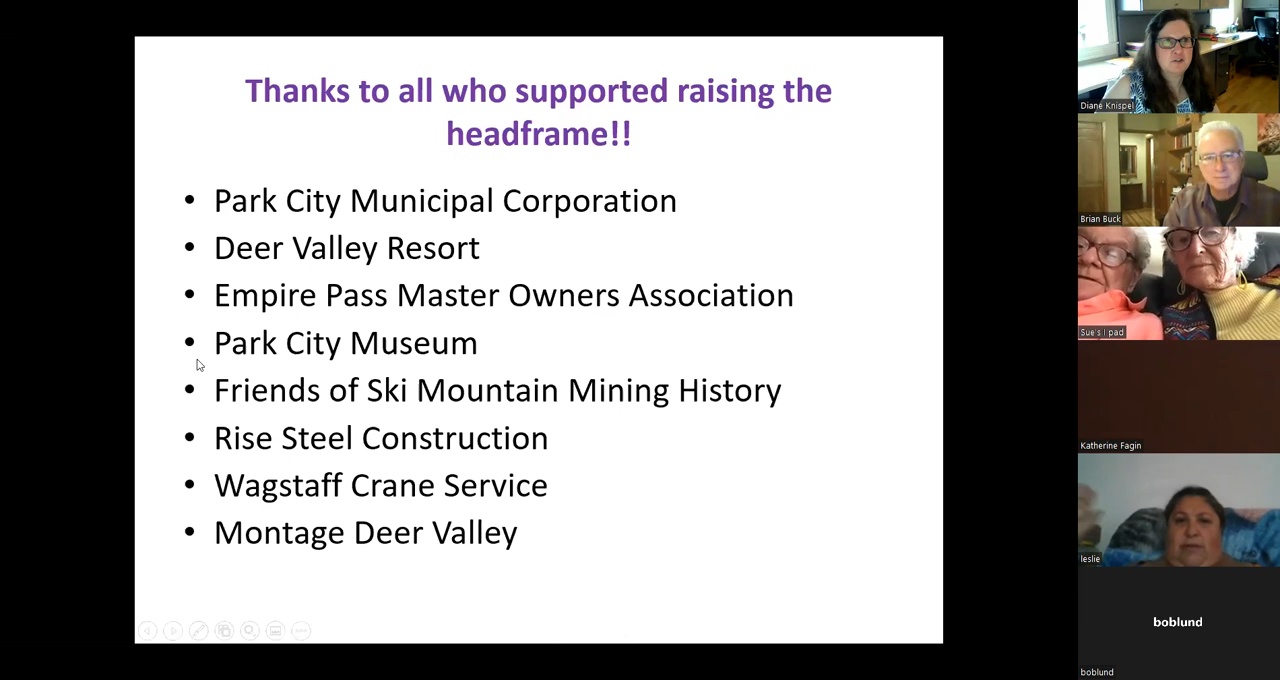 Thanks to all who supported raising the
headframe!!
• Park City Municipal Corporation
• Deer Valley Resort
• Empire Pass Master Owners Association
• Park City Museum
• Friends of Ski Mountain Mining History
• Rise Steel Construction
• Wagstaff Crane Service
• Montage Deer Valley
Diane Knispel
Brian Buck
Sue's I pad
Katherine Fagin
leslie
boblund
boblund